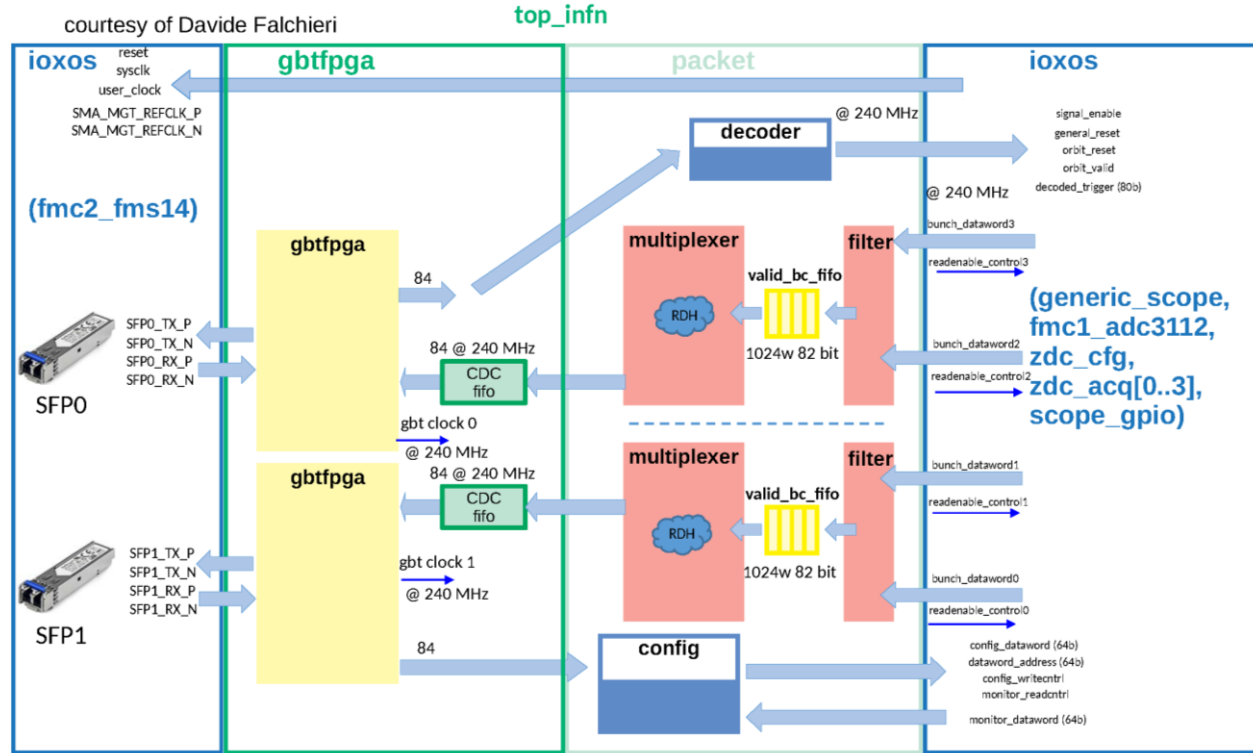 courtesy of Davide Falchieri
top_infn
ioxos
reset
sysclk
user_clock
SMA_MGT_REFCLK_P
SMA_MGT_REFCLK_N
(fmc2_fms14)
SFP0_TX_P
SFP0_TX_N
SFP0_RX_P
SFP0_RX_N
SFP0
SFP1_TX_P
SFP1_TX_N
SFP1_RX_P
SFP1_RX_N
SFP1
gbtfpga
gbtfpga
84
84 @ 240 MHz
CDC
fifo
gbt clock 0
@ 240 MHz
gbtfpga
84 @ 240 MHz
CDC
fifo
gbt clock 1
@ 240 MHz
84
packet
decoder
@ 240 MHz
multiplexer
RDH
valid_bc_fifo
1024w 82 bit
filter
multiplexer
RDH
valid_bc_fifo
1024w 82 bit
filter
config
ioxos
signal_enable
general_reset
orbit_reset
orbit_valid
decoded_trigger (80b)
@ 240 MHz
bunch_dataword3
readenable_control3
(generic_scope,
fmc1_adc3112,
zdc_cfg,
zdc_acq[0..3],
scope_gpio)
bunch_dataword2
readenable_control2
bunch_dataword1
readenable_control1
bunch_dataword0
readenable_control0
config_dataword (64b)
dataword_address (64b)
config_writecntrl
monitor_readcntrl
monitor_dataword (64b)